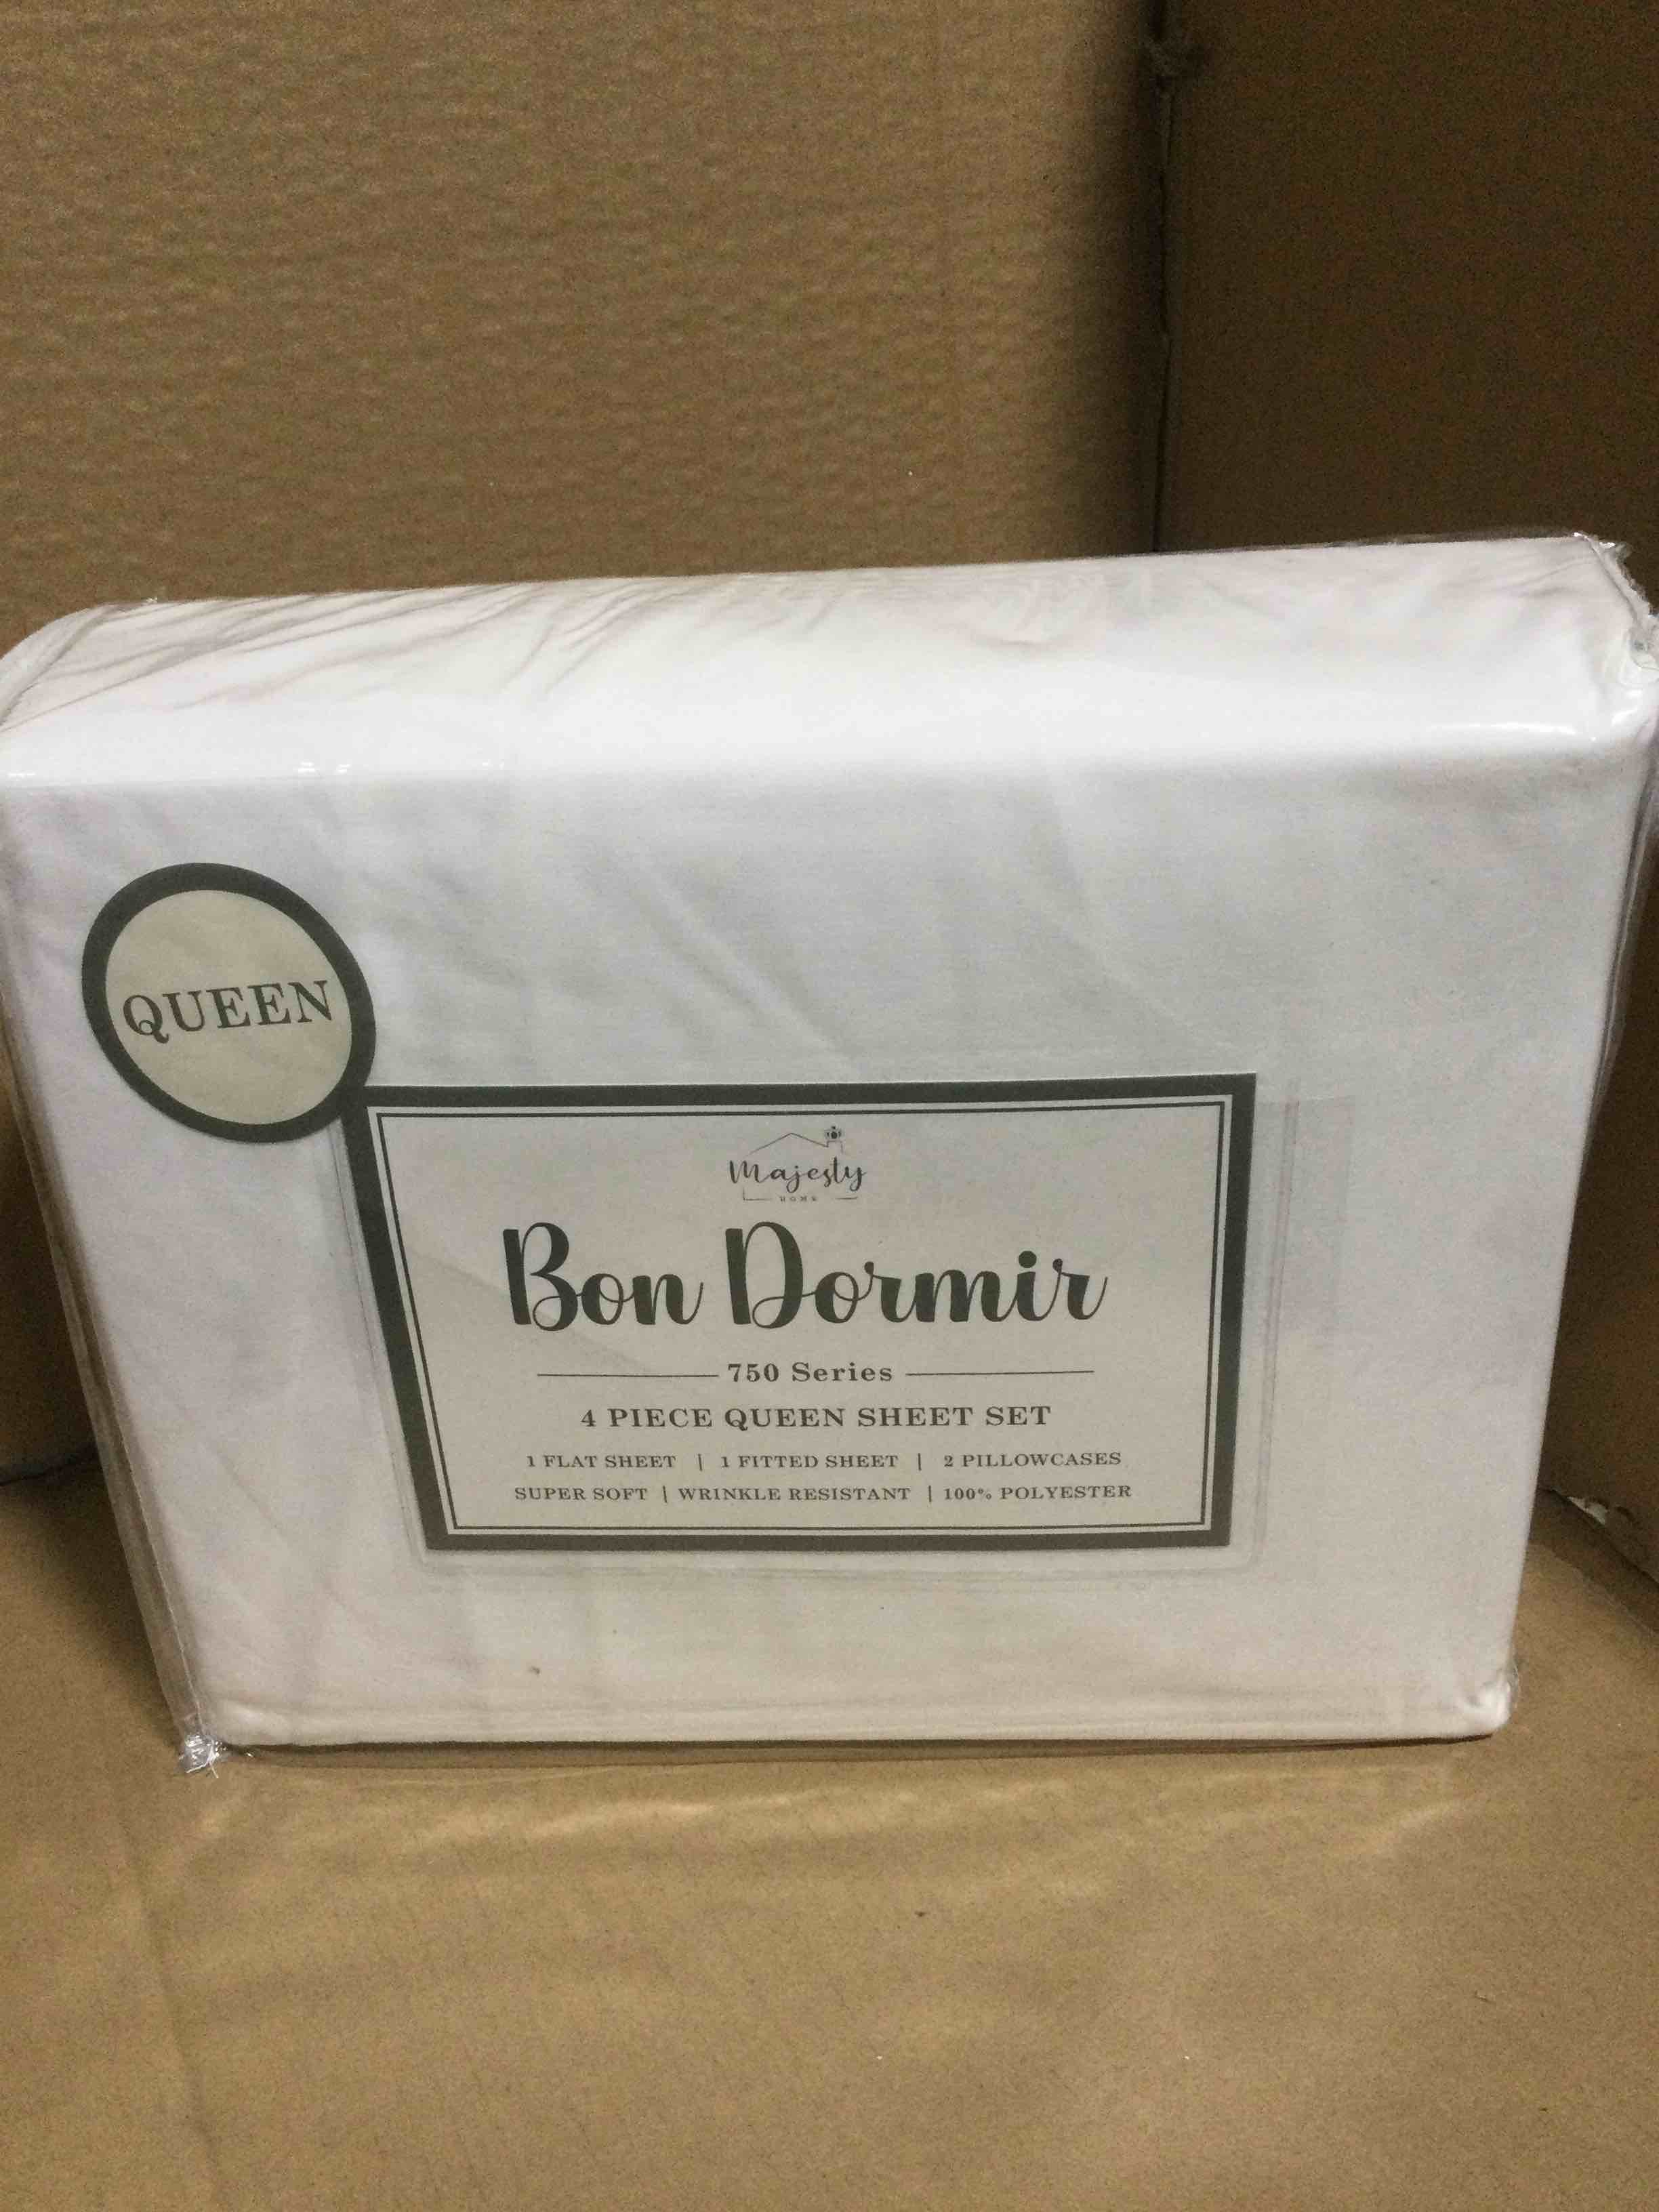 QUEEN
Majesty
HOME
Bon Dormir
750 Series
4 PIECE QUEEN SHEET SET
1 FLAT SHEET | 1 FITTED SHEET | 2 PILLOWCASES
SUPER SOFT | WRINKLE RESISTANT | 100% POLYESTER